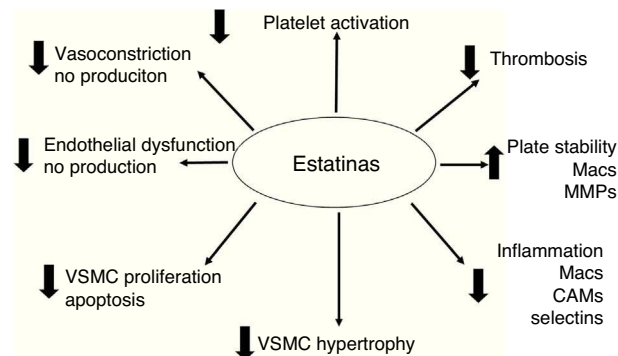 Platelet activation
Vasoconstriction
no produciton
Thrombosis
Endothelial dysfunction
no production
Estatinas
Plate stability
Macs
MMPs
VSMC proliferation
apoptosis
Inflammation
Macs
CAMs
selectins
VSMC hypertrophy